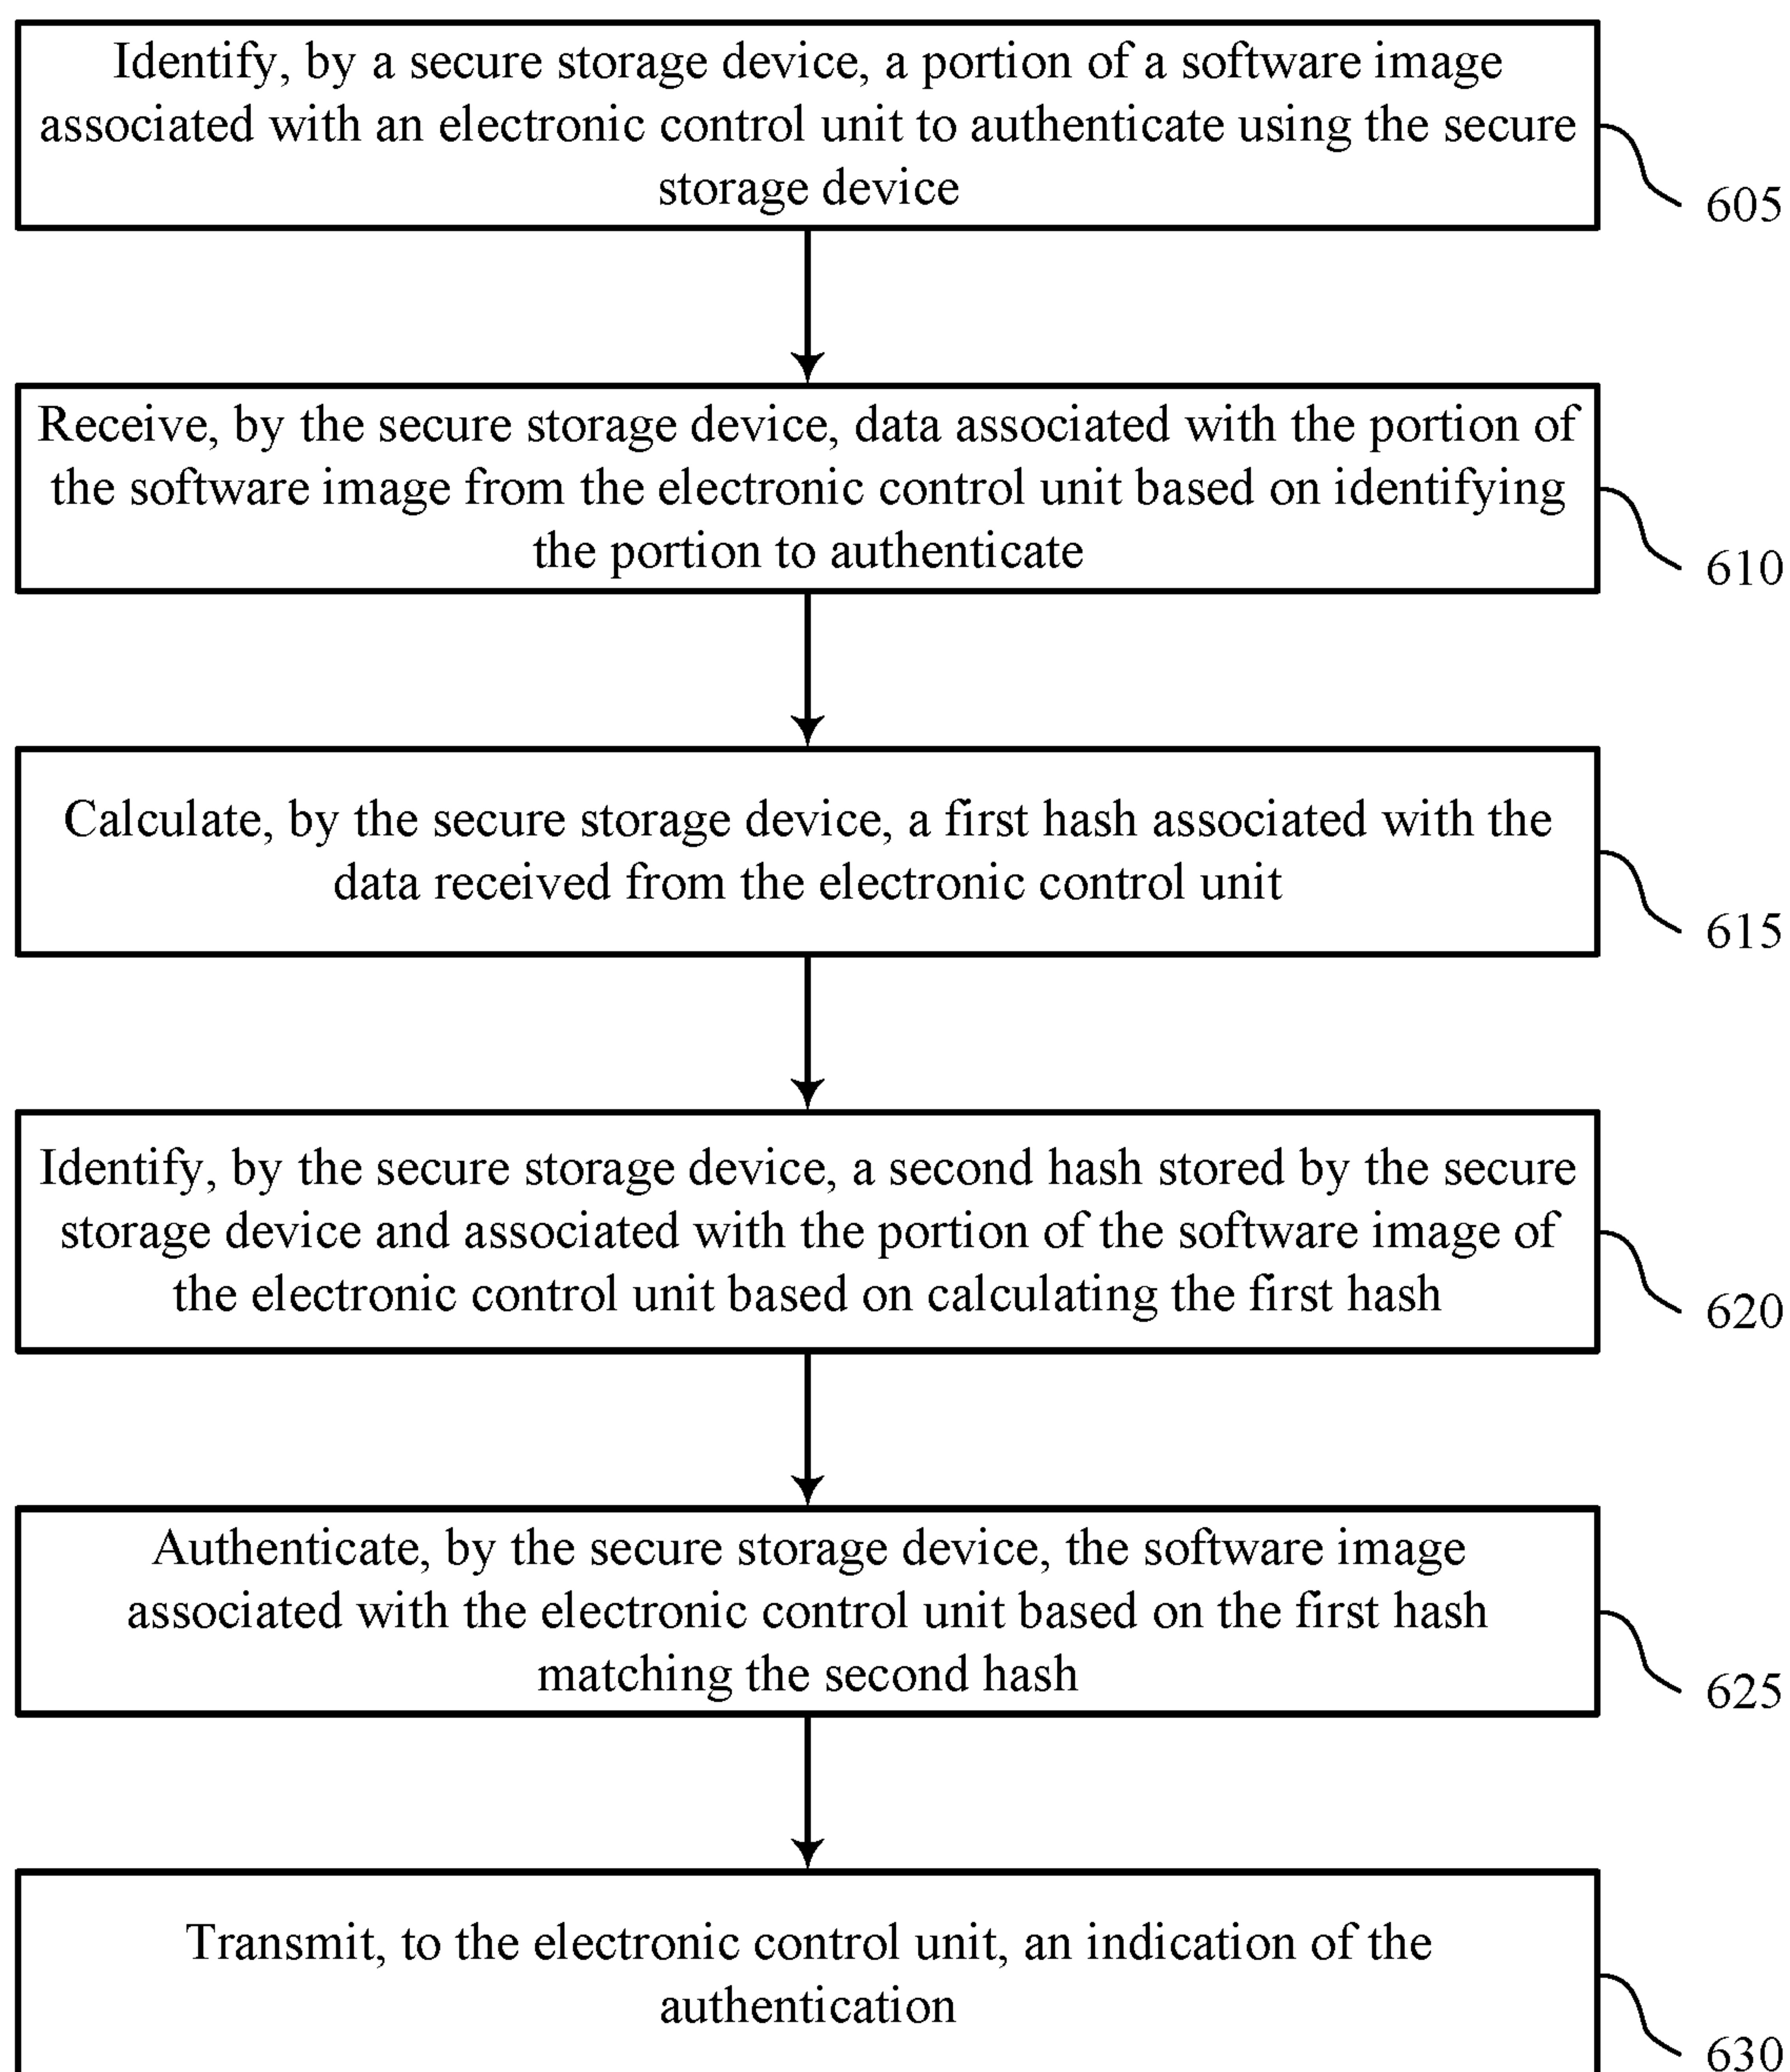 Identify, by a secure storage device, a portion of a software image
associated with an electronic control unit to authenticate using the secure
storage device
605
Receive, by the secure storage device, data associated with the portion of
the software image from the electronic control unit based on identifying
the portion to authenticate
610
Calculate, by the secure storage device, a first hash associated with the
data received from the electronic control unit
615
Identify, by the secure storage device, a second hash stored by the secure
storage device and associated with the portion of the software image of
the electronic control unit based on calculating the first hash
620
Authenticate, by the secure storage device, the software image
associated with the electronic control unit based on the first hash
matching the second hash
625
Transmit, to the electronic control unit, an indication of the
authentication
630